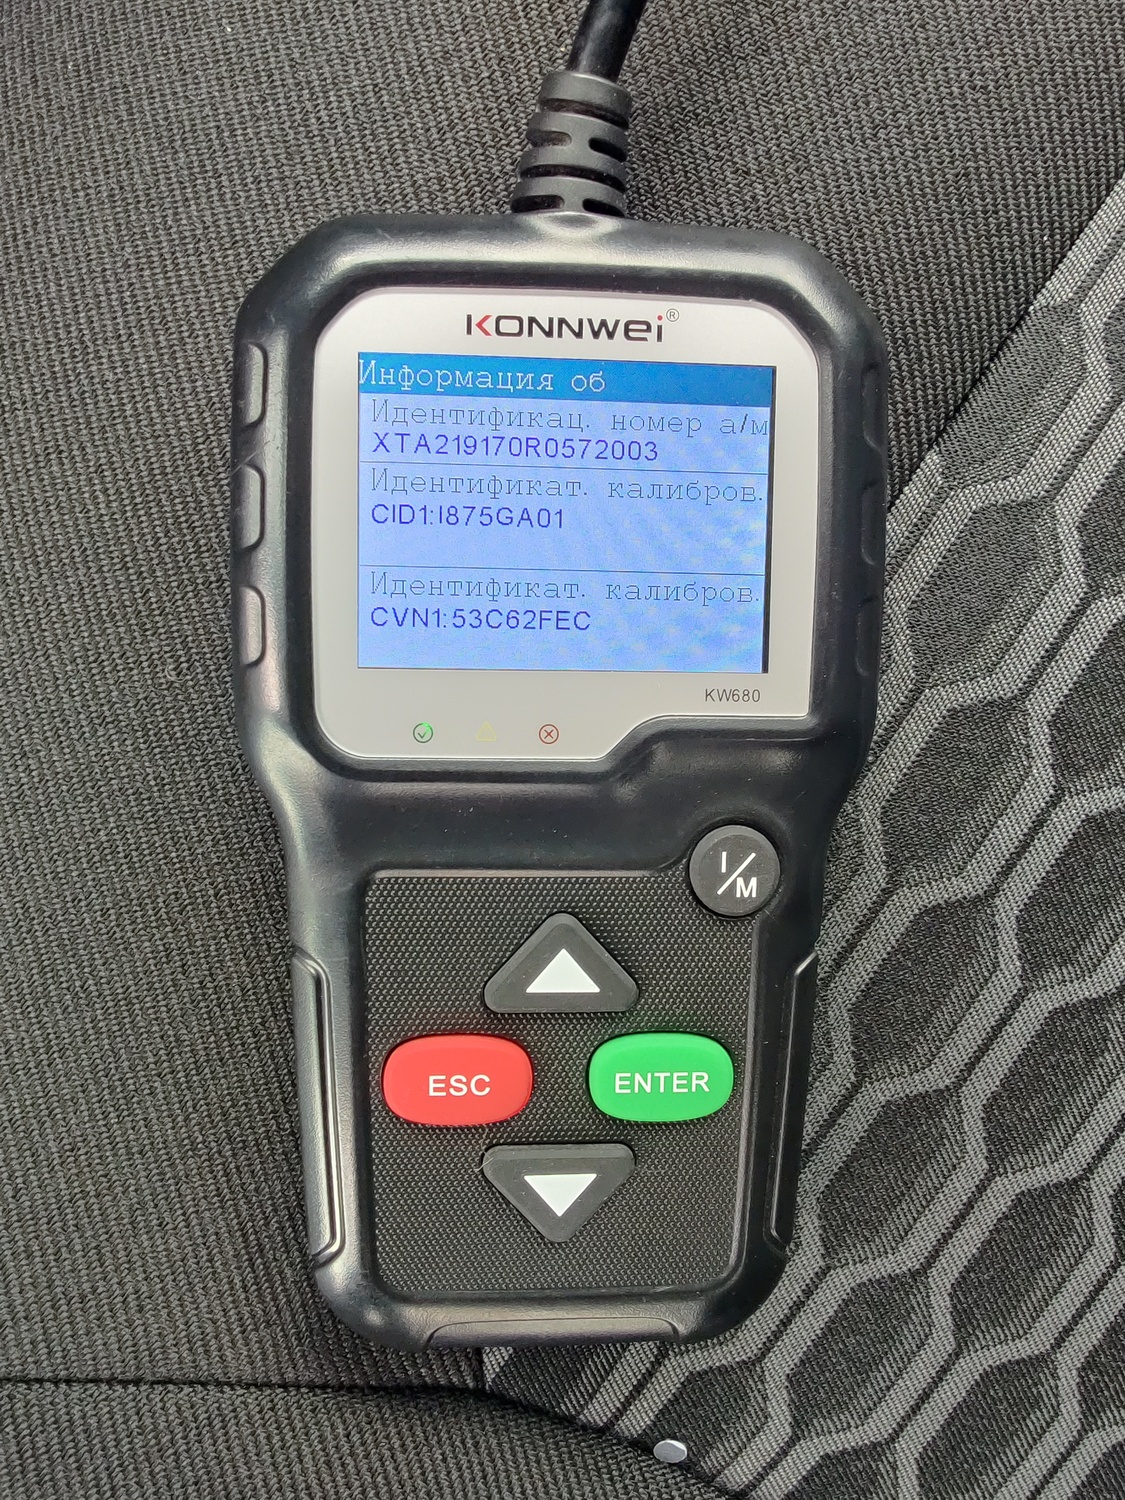 KONNWEI®
Информация об
Идентификац. номер а/м
XTA219170R0572003
Идентификат. калибров.
CID1:I875GA01
Идентификат. калибров.
CVN1:53C62FEC
KW680
I/M
ESC
ENTER